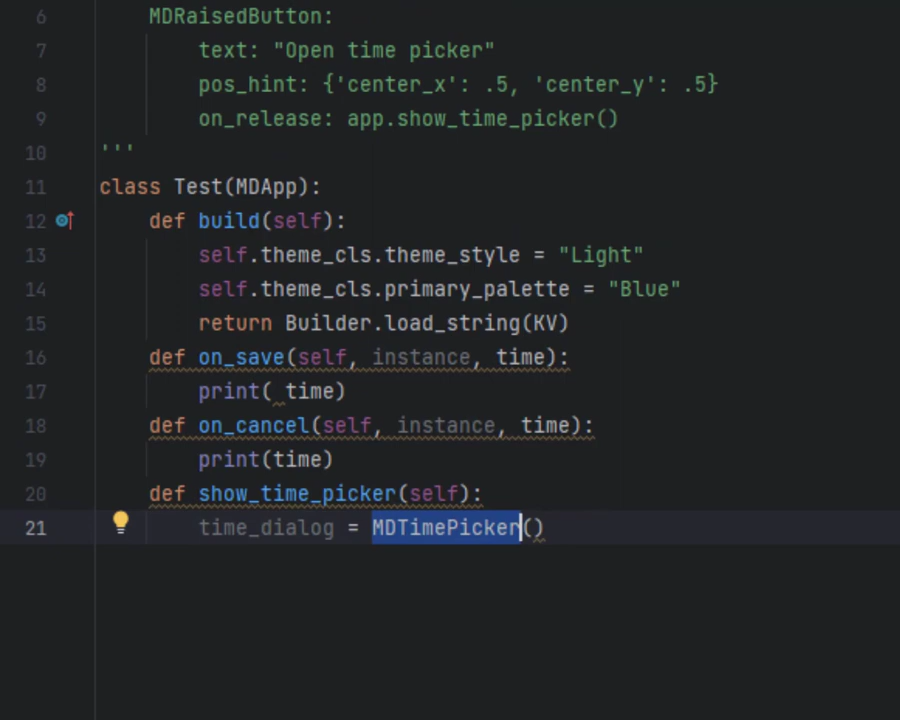 6 MDRaisedButton:
7 text: "Open time picker"
8 pos_hint: {'center_x': .5, 'center_y': .5}
9 on_release: app.show_time_picker()
10 '''
11 class Test(MDApp):
12 def build(self):
13 self.theme_cls.theme_style = "Light"
14 self.theme_cls.primary_palette = "Blue"
15 return Builder.load_string(KV)
16 def on_save(self, instance, time):
17 print( time)
18 def on_cancel(self, instance, time):
19 print(time)
20 def show_time_picker(self):
21 time_dialog = MDTimePicker()